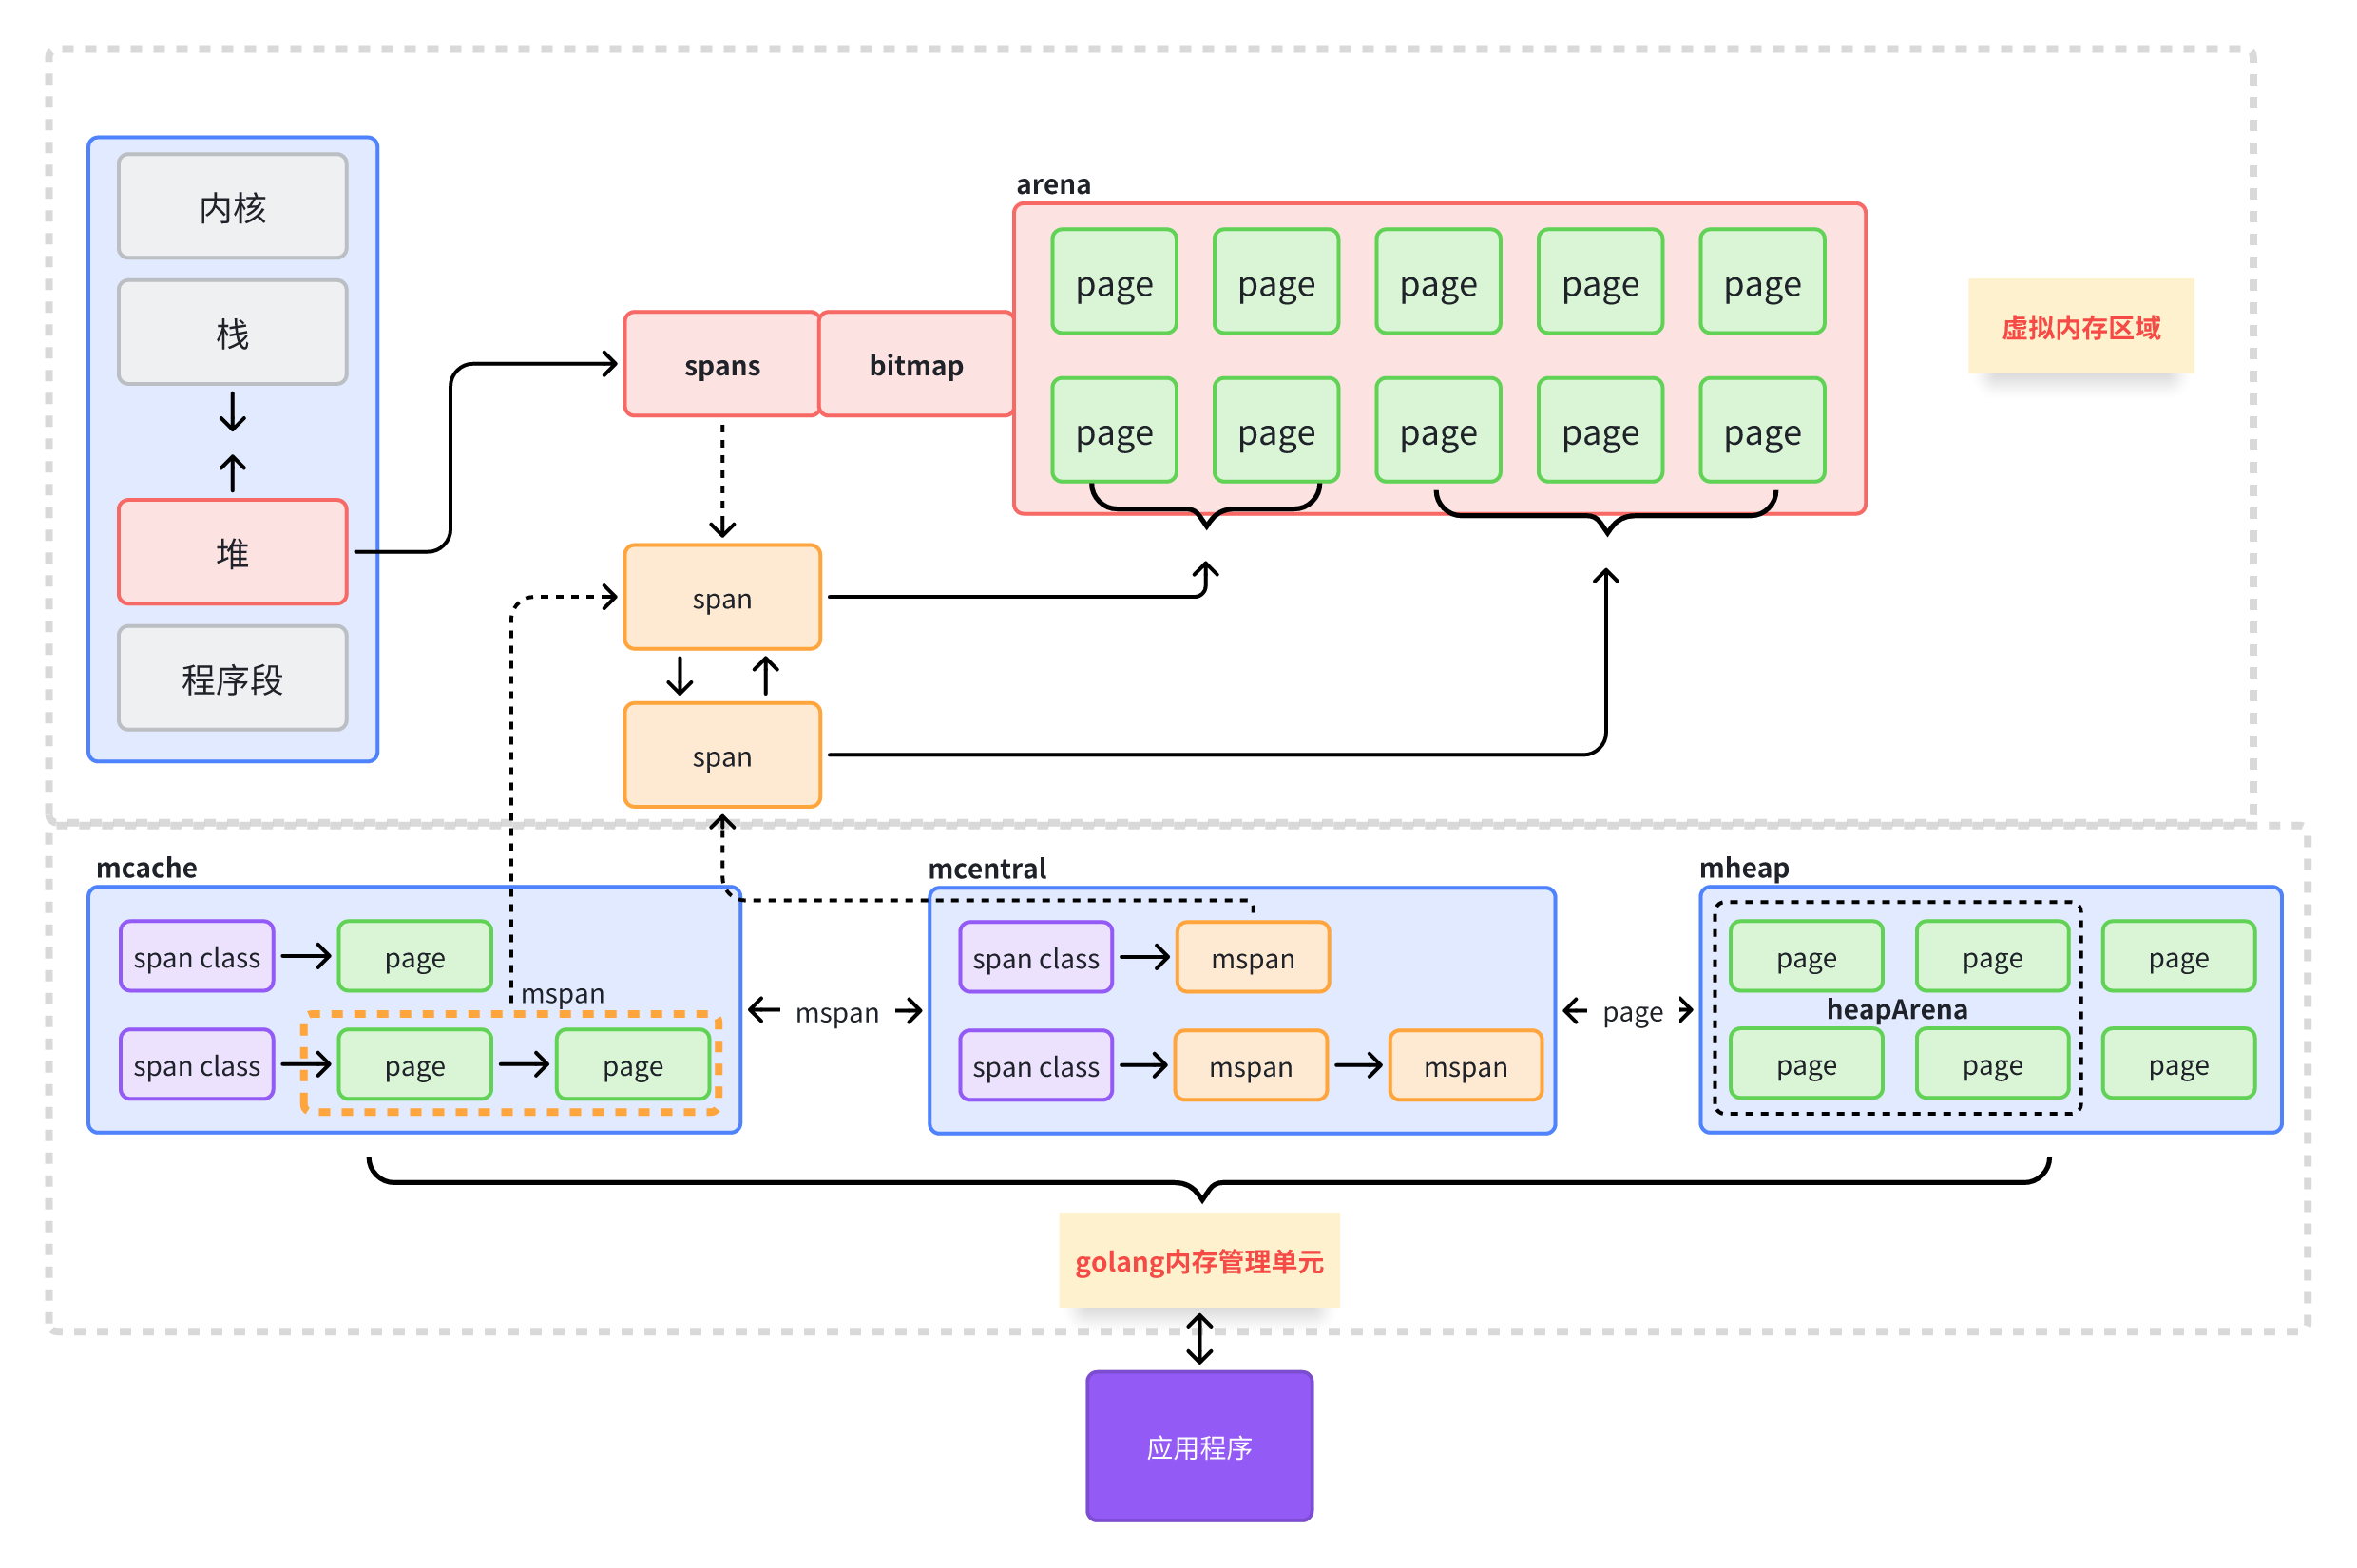 内核
栈
堆
程序段
arena
page page page page page
page page page page page
spans bitmap
虚拟内存区域
span
span
mcache
span class page
mspan
span class page page
mspan
mcentral
span class mspan
span class mspan mspan
page
mheap
page page page
heapArena
page page page
golang内存管理单元
应用程序